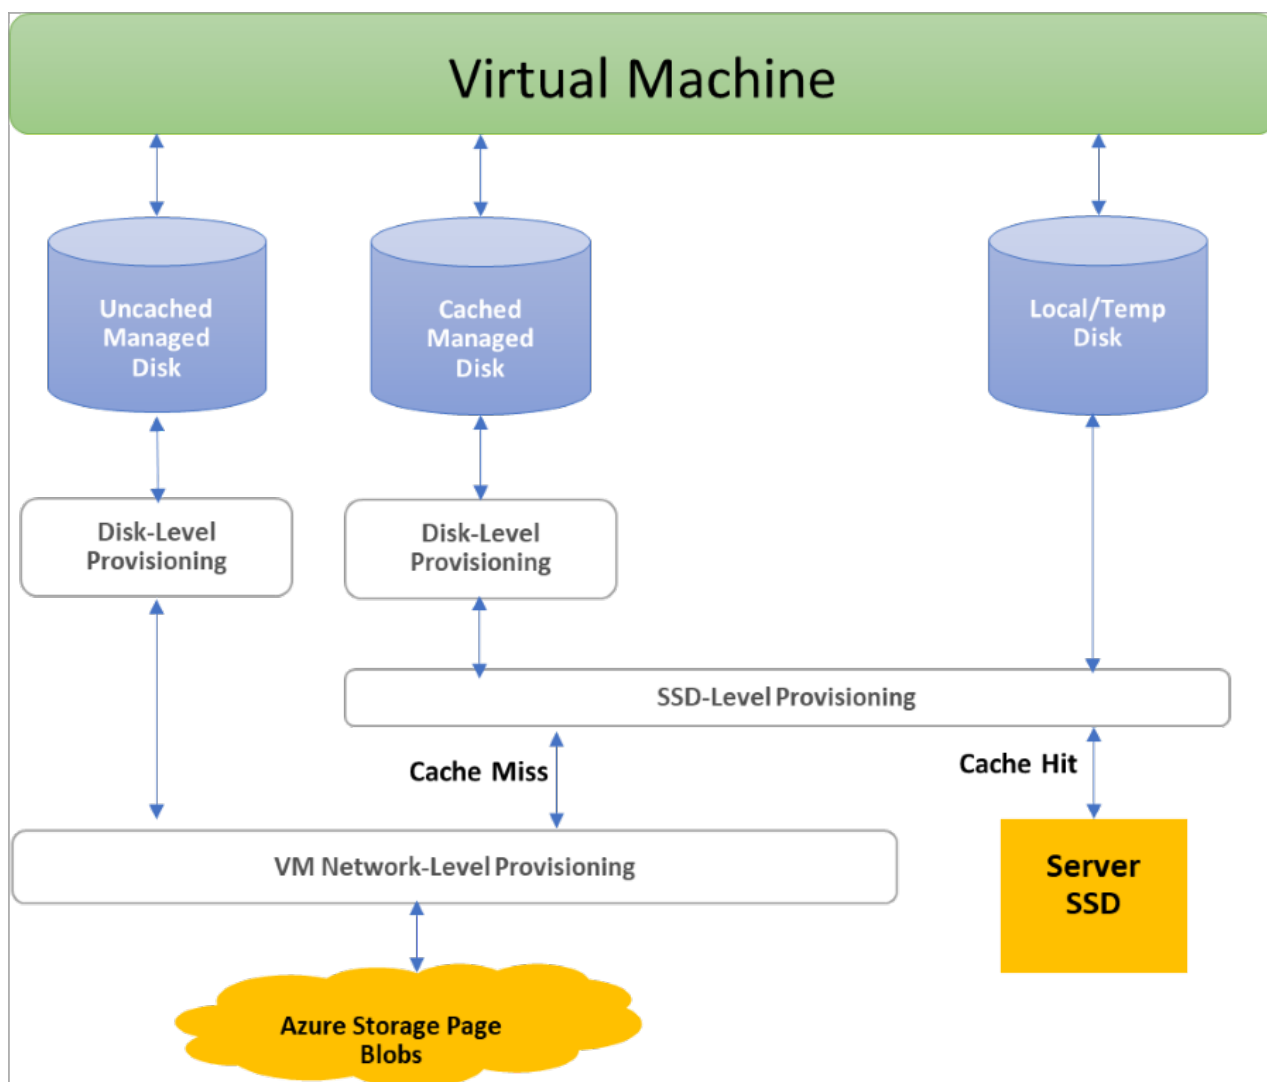 Virtual Machine
Uncached
Managed
Disk
Cached
Managed
Disk
Local/Temp
Disk
Disk-Level
Provisioning
Disk-Level
Provisioning
SSD-Level Provisioning
Cache Miss
Cache Hit
VM Network-Level Provisioning
Server
SSD
Azure Storage Page
Blobs